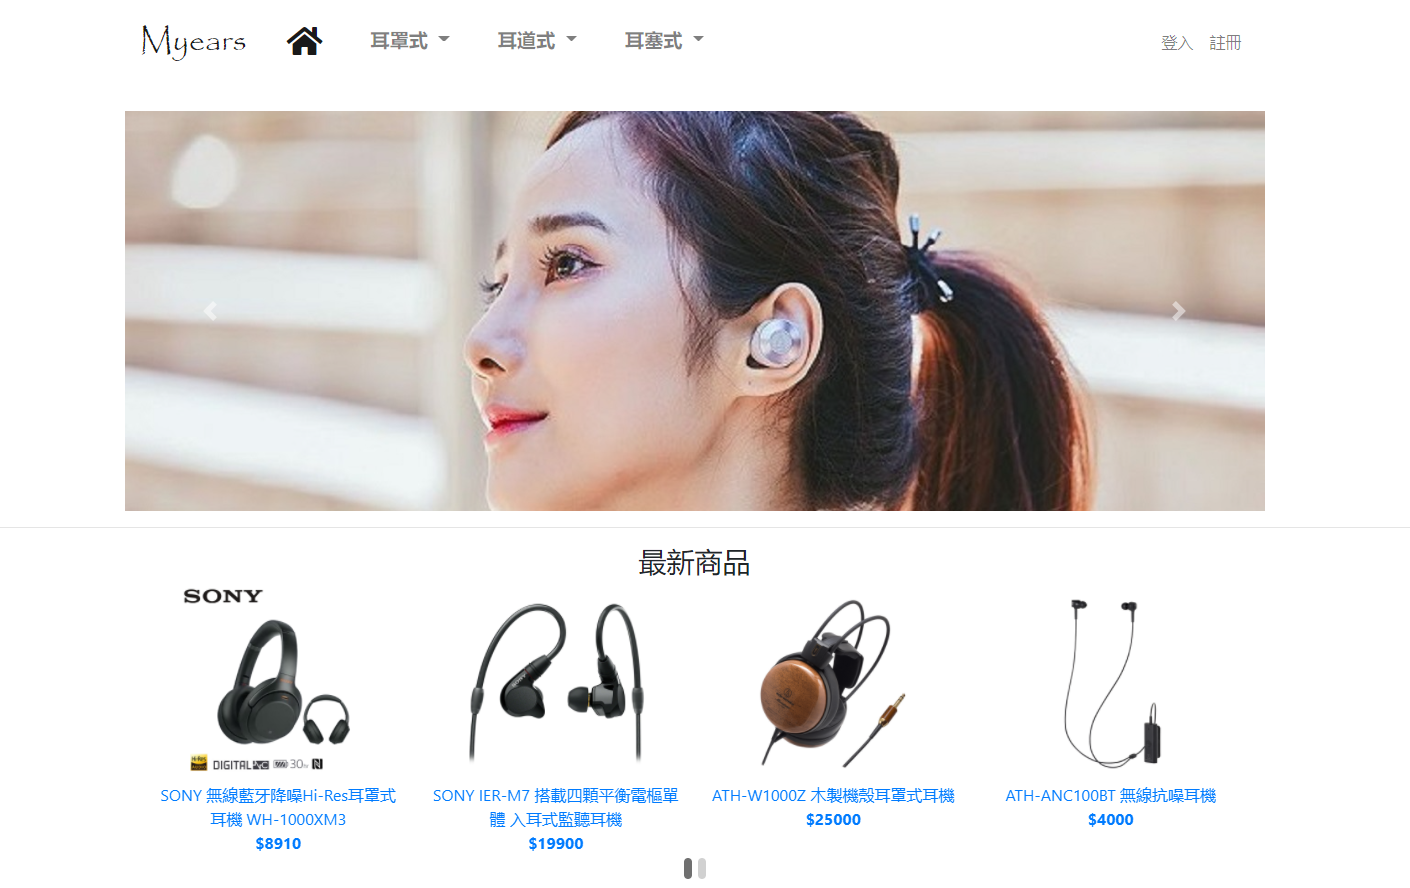 Myears
耳罩式
耳道式
耳塞式
登入
註冊
最新商品
SONY
DIGITAL
30
N
SONY 無線藍牙降噪Hi-Res耳罩式
耳機 WH-1000XM3
$8910
SONY
SONY IER-M7 搭載四顆平衡電樞單
體 入耳式監聽耳機
$19900
ATH-W1000Z 木製機殼耳罩式耳機
$25000
ATH-ANC100BT 無線抗噪耳機
$4000